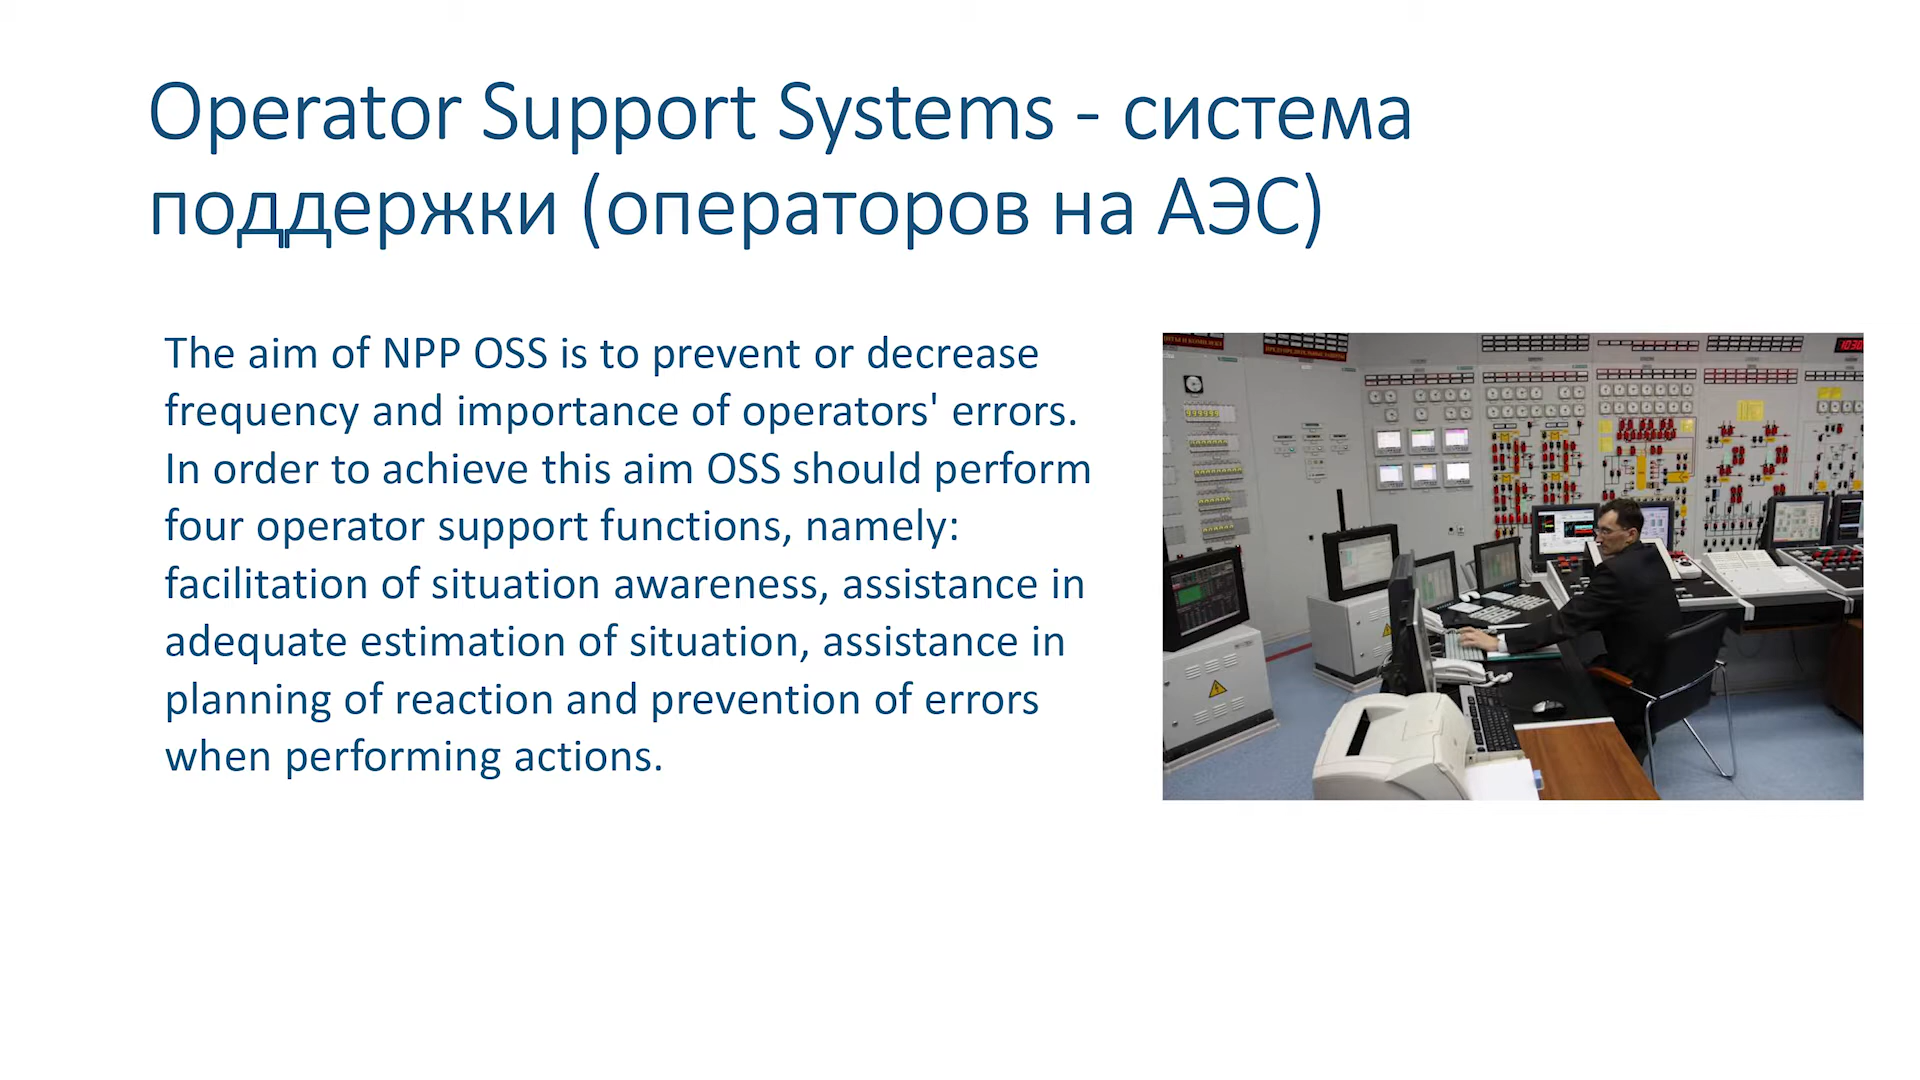 Operator Support Systems - система
поддержки (операторов на АЭС)
The aim of NPP OSS is to prevent or decrease
frequency and importance of operators' errors.
In order to achieve this aim OSS should perform
four operator support functions, namely:
facilitation of situation awareness, assistance in
adequate estimation of situation, assistance in
planning of reaction and prevention of errors
when performing actions.